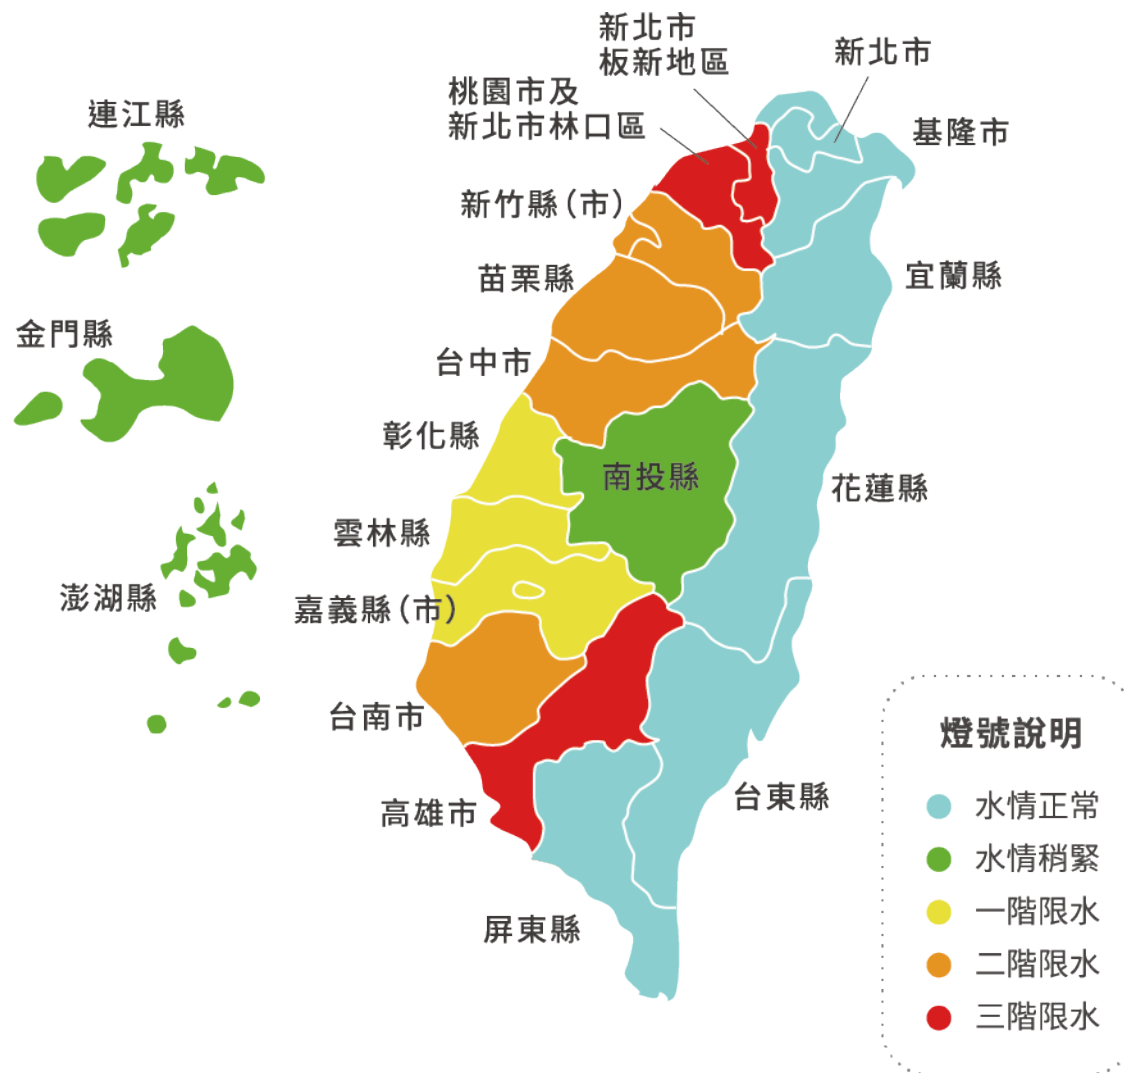 新北市
板新地區
新北市
桃園市及
新北市林口區
連江縣
基隆市
新竹縣(市)
苗栗縣
宜蘭縣
金門縣
台中市
彰化縣
南投縣
花蓮縣
雲林縣
澎湖縣
嘉義縣(市)
台南市
高雄市
台東縣
屏東縣
燈號說明
水情正常
水情稍緊
一階限水
二階限水
三階限水